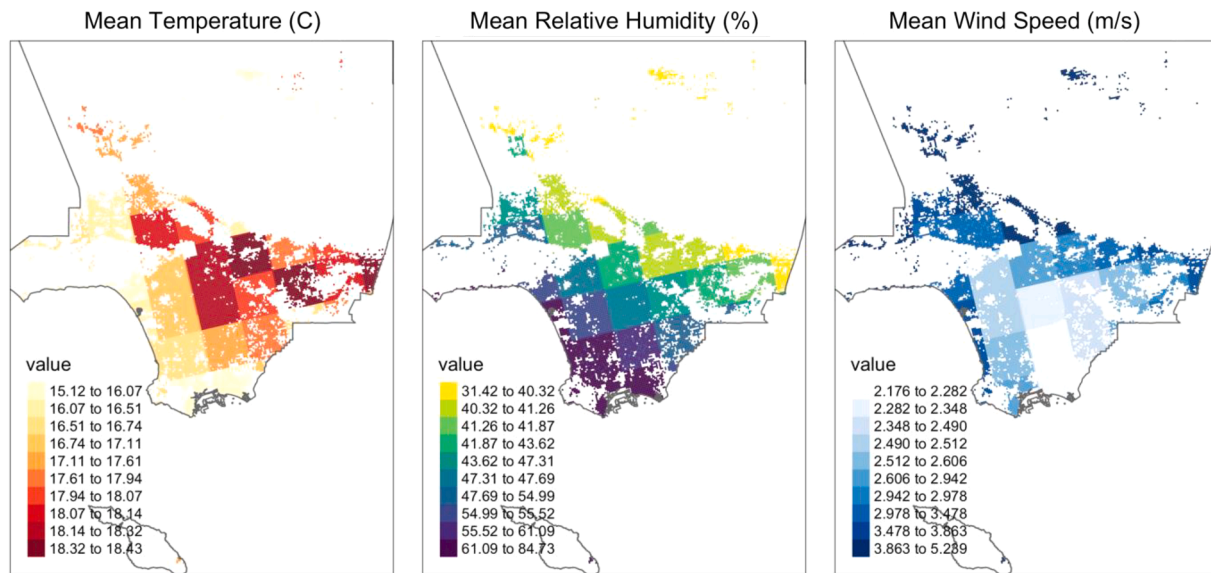 Mean Temperature (C)
Mean Relative Humidity (%)
Mean Wind Speed (m/s)
value
15.12 to 16.07
16.07 to 16.51
16.51 to 16.74
16.74 to 17.11
17.11 to 17.61
17.61 to 17.94
17.94 to 18.07
18.07 to 18.14
18.14 to 18.32
18.32 to 18.43
value
31.42 to 40.32
40.32 to 41.26
41.26 to 41.87
41.87 to 43.62
43.62 to 47.31
47.31 to 47.69
47.69 to 54.99
54.99 to 55.52
55.52 to 61.09
61.09 to 84.73
value
2.176 to 2.282
2.282 to 2.348
2.348 to 2.490
2.490 to 2.512
2.512 to 2.606
2.606 to 2.942
2.942 to 2.978
2.978 to 3.478
3.478 to 3.863
3.863 to 5.239